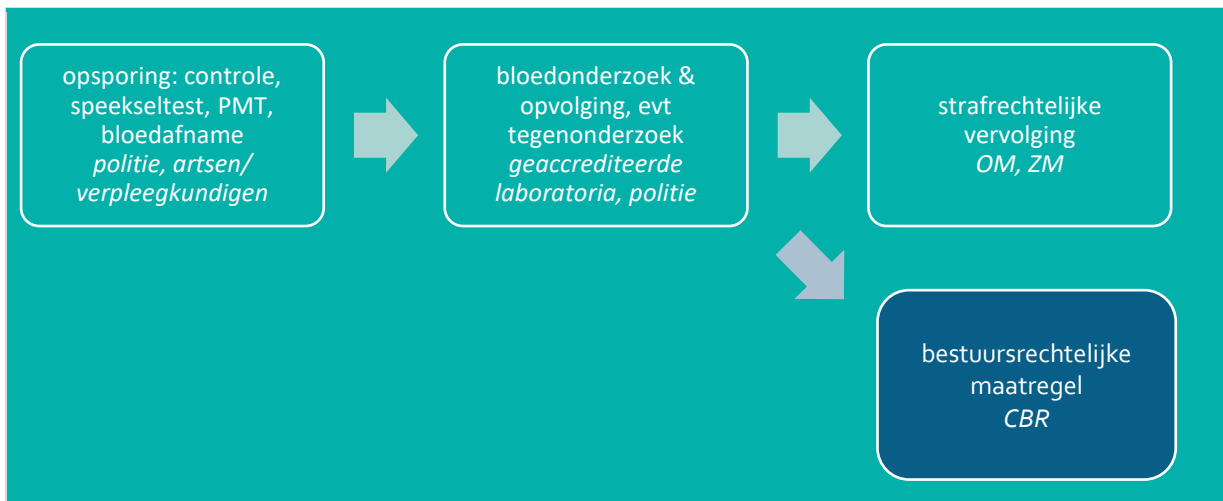 opsporing: controle,
speekseltest, PMT,
bloedafname
politie, artsen/
verpleegkundigen
bloedonderzoek &
opvolging, evt
tegenonderzoek
geaccrediteerde
laboratoria, politie
strafrechtelijke
vervolging
OM, ZM
bestuursrechtelijke
maatregel
CBR